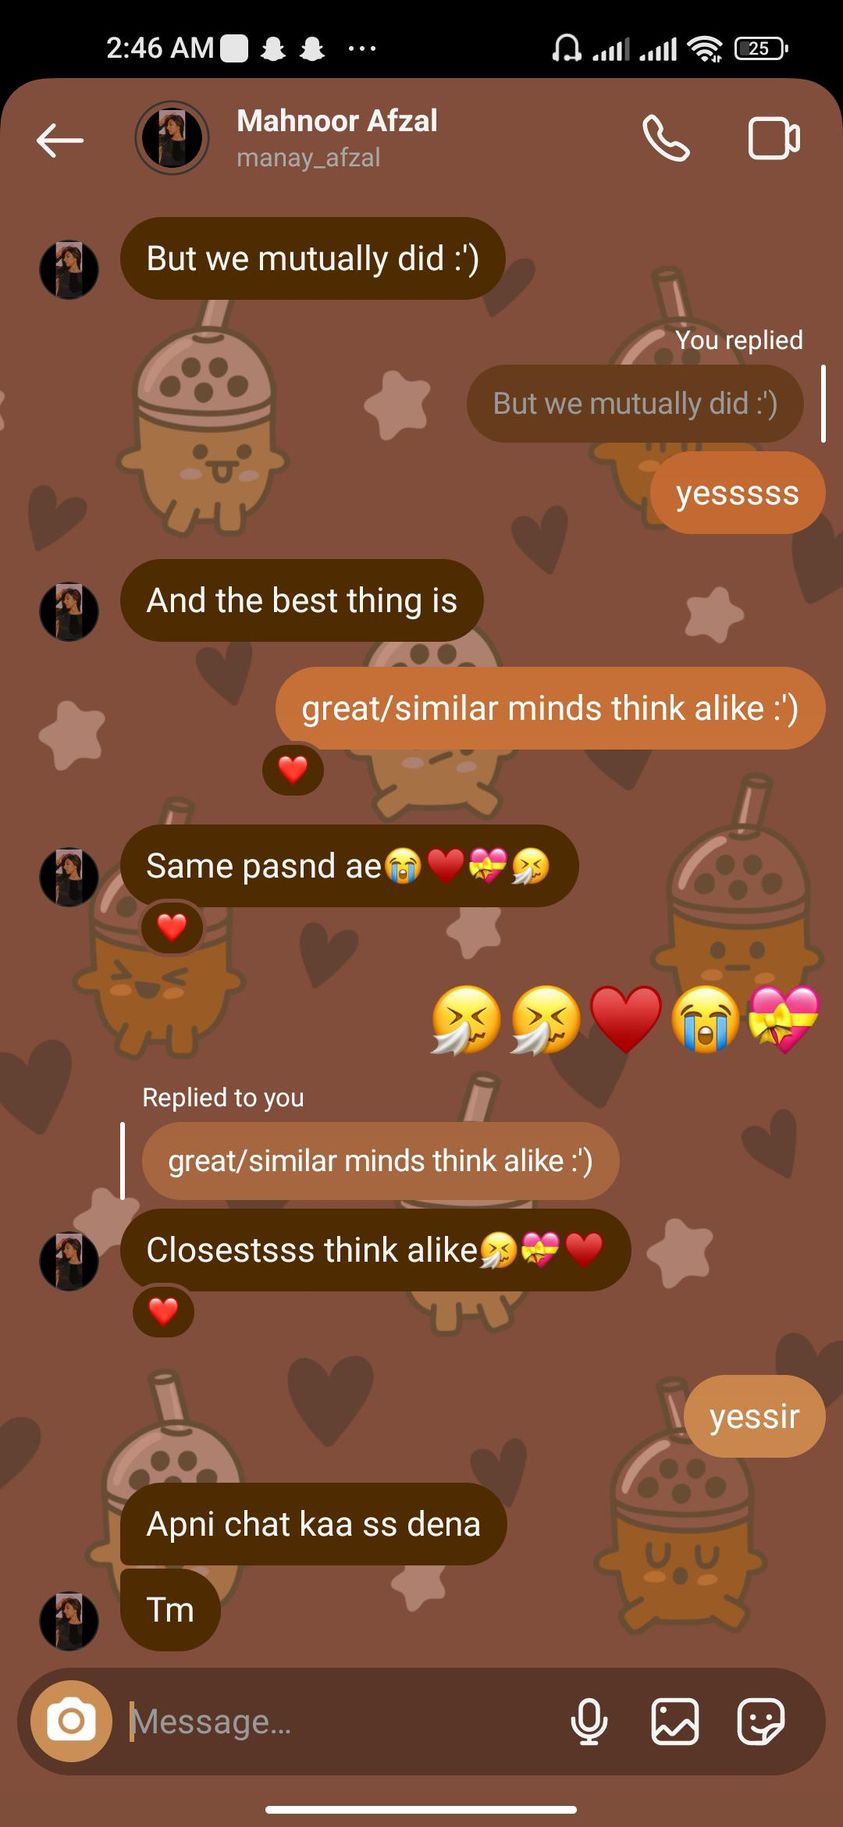 2:46 AM
25
Mahnoor Afzal
manay_afzal
But we mutually did :')
You replied
But we mutually did :')
yesssss
And the best thing is
great/similar minds think alike :')
❤️
Same pasnd ae😭♥️💝🤧
❤️
🤧🤧♥️😭💝
Replied to you
great/similar minds think alike :')
Closestsss think alike🤧💝♥️
❤️
yessir
Apni chat kaa ss dena
Tm
Message...